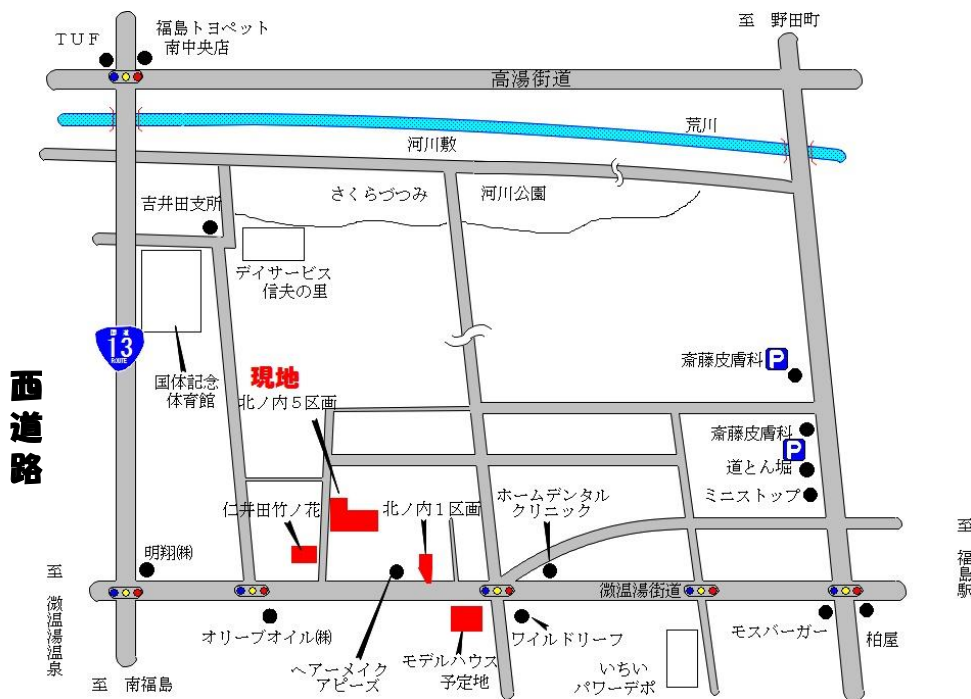 至 野田町
福島トヨペット
南中央店
TUF
高湯街道
荒川
河川敷
さくらづつみ
河川公園
吉井田支所
デイサービス
信夫の里
国道
13
ROUTE
国体記念
体育館
西道路
現地
北ノ内5区画
斎藤皮膚科 P
斎藤皮膚科
P
道とん堀
ミニストップ
仁井田竹ノ花
北ノ内1区画
ホームデンタル
クリニック
明翔㈱
至 微温湯温泉
微温湯街道
至 福島駅
オリーブオイル㈱
ヘアーメイク
アピーズ
モデルハウス
予定地
ワイルドリーフ
いちい
パワーデポ
モスバーガー
柏屋
至 南福島